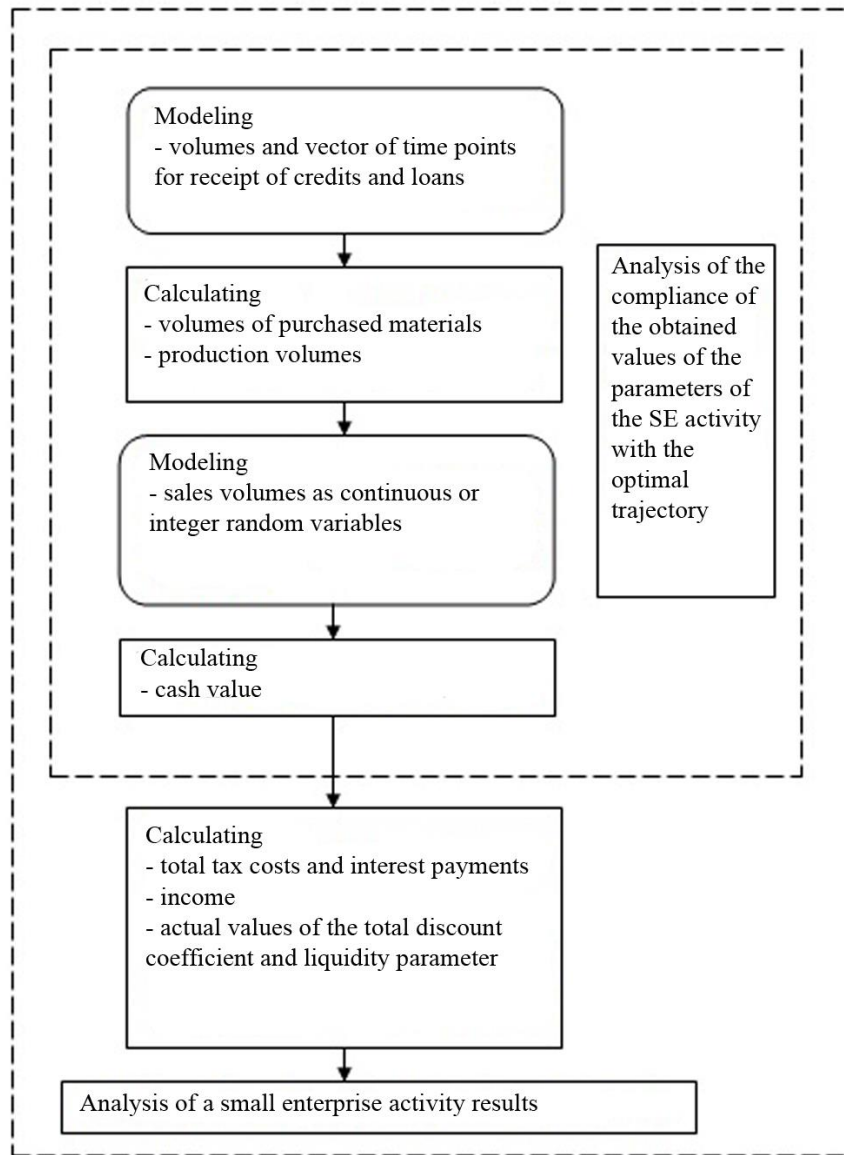 Modeling
- volumes and vector of time points
for receipt of credits and loans
Calculating
- volumes of purchased materials
- production volumes
Modeling
- sales volumes as continuous or
integer random variables
Calculating
- cash value
Analysis of the
compliance of
the obtained
values of the
parameters of
the SE activity
with the
optimal
trajectory
Calculating
- total tax costs and interest payments
- income
- actual values of the total discount
coefficient and liquidity parameter
Analysis of a small enterprise activity results